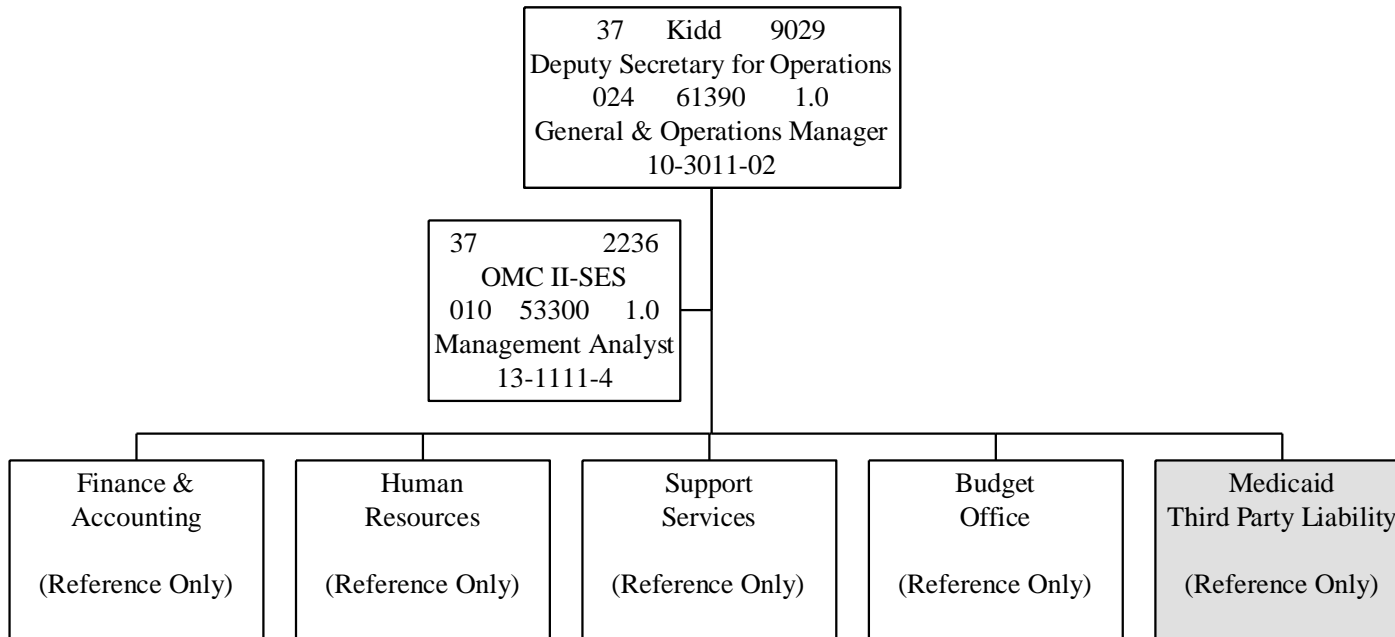 37 Kidd 9029
Deputy Secretary for Operations
024 61390 1.0
General & Operations Manager
10-3011-02
37 2236
OMC II-SES
010 53300 1.0
Management Analyst
13-1111-4
Finance &
Accounting
(Reference Only)
Human
Resources
(Reference Only)
Support
Services
(Reference Only)
Budget
Office
(Reference Only)
Medicaid
Third Party Liability
(Reference Only)